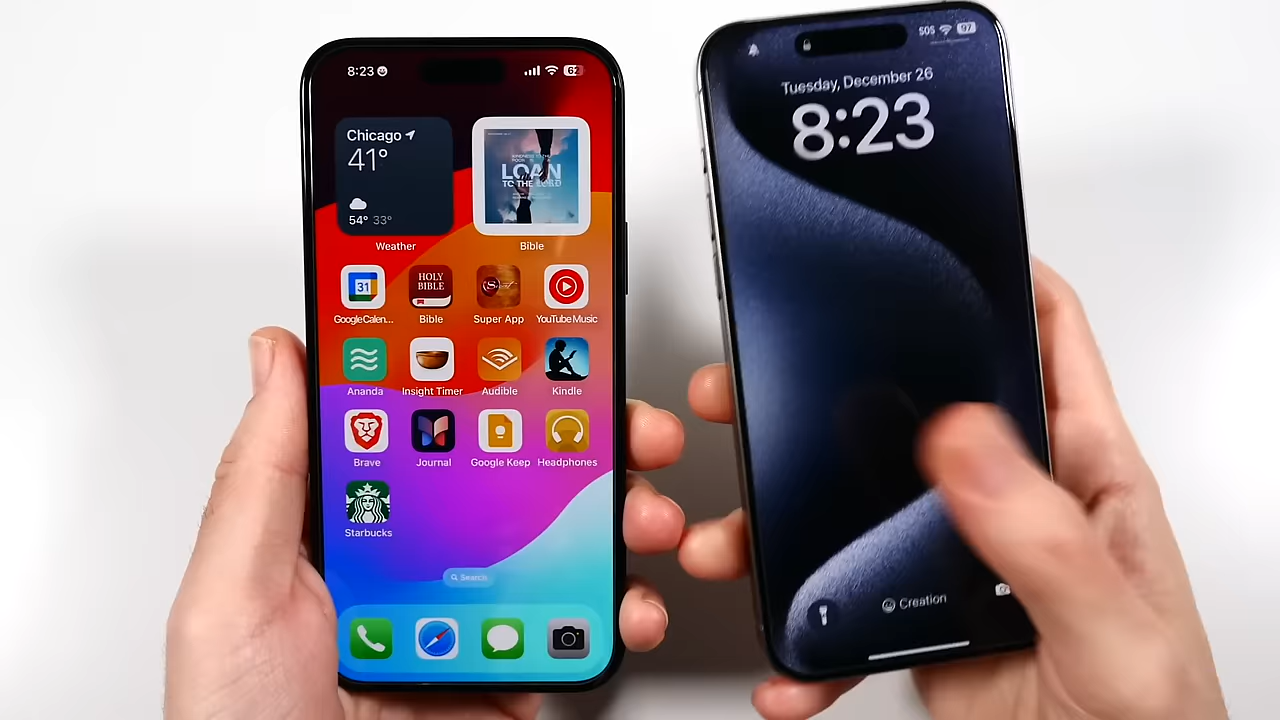 8:23
62
Chicago
41°
54° 33°
Weather
LOAN
TO THE LORD
Bible
31
Google Calen...
HOLY
BIBLE
Bible
Super App
YouTube Music
Ananda
Insight Timer
Audible
Kindle
Brave
Journal
Google Keep
Headphones
Starbucks
Search
SOS
97
Tuesday, December 26
8:23
Creation